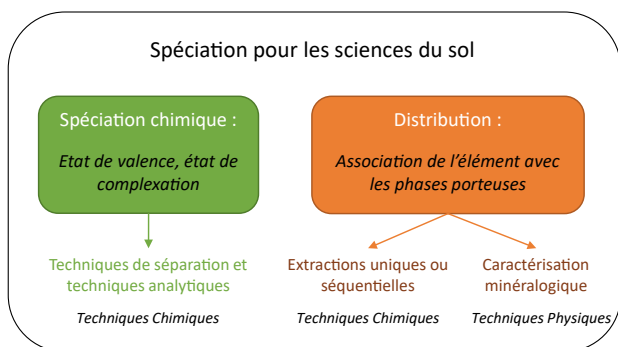 Spéciation pour les sciences du sol
Spéciation chimique :
Etat de valence, état de
complexation
Distribution :
Association de l'élément avec
les phases porteuses
Techniques de séparation et
techniques analytiques
Techniques Chimiques
Extractions uniques ou
séquentielles
Techniques Chimiques
Caractérisation
minéralogique
Techniques Physiques